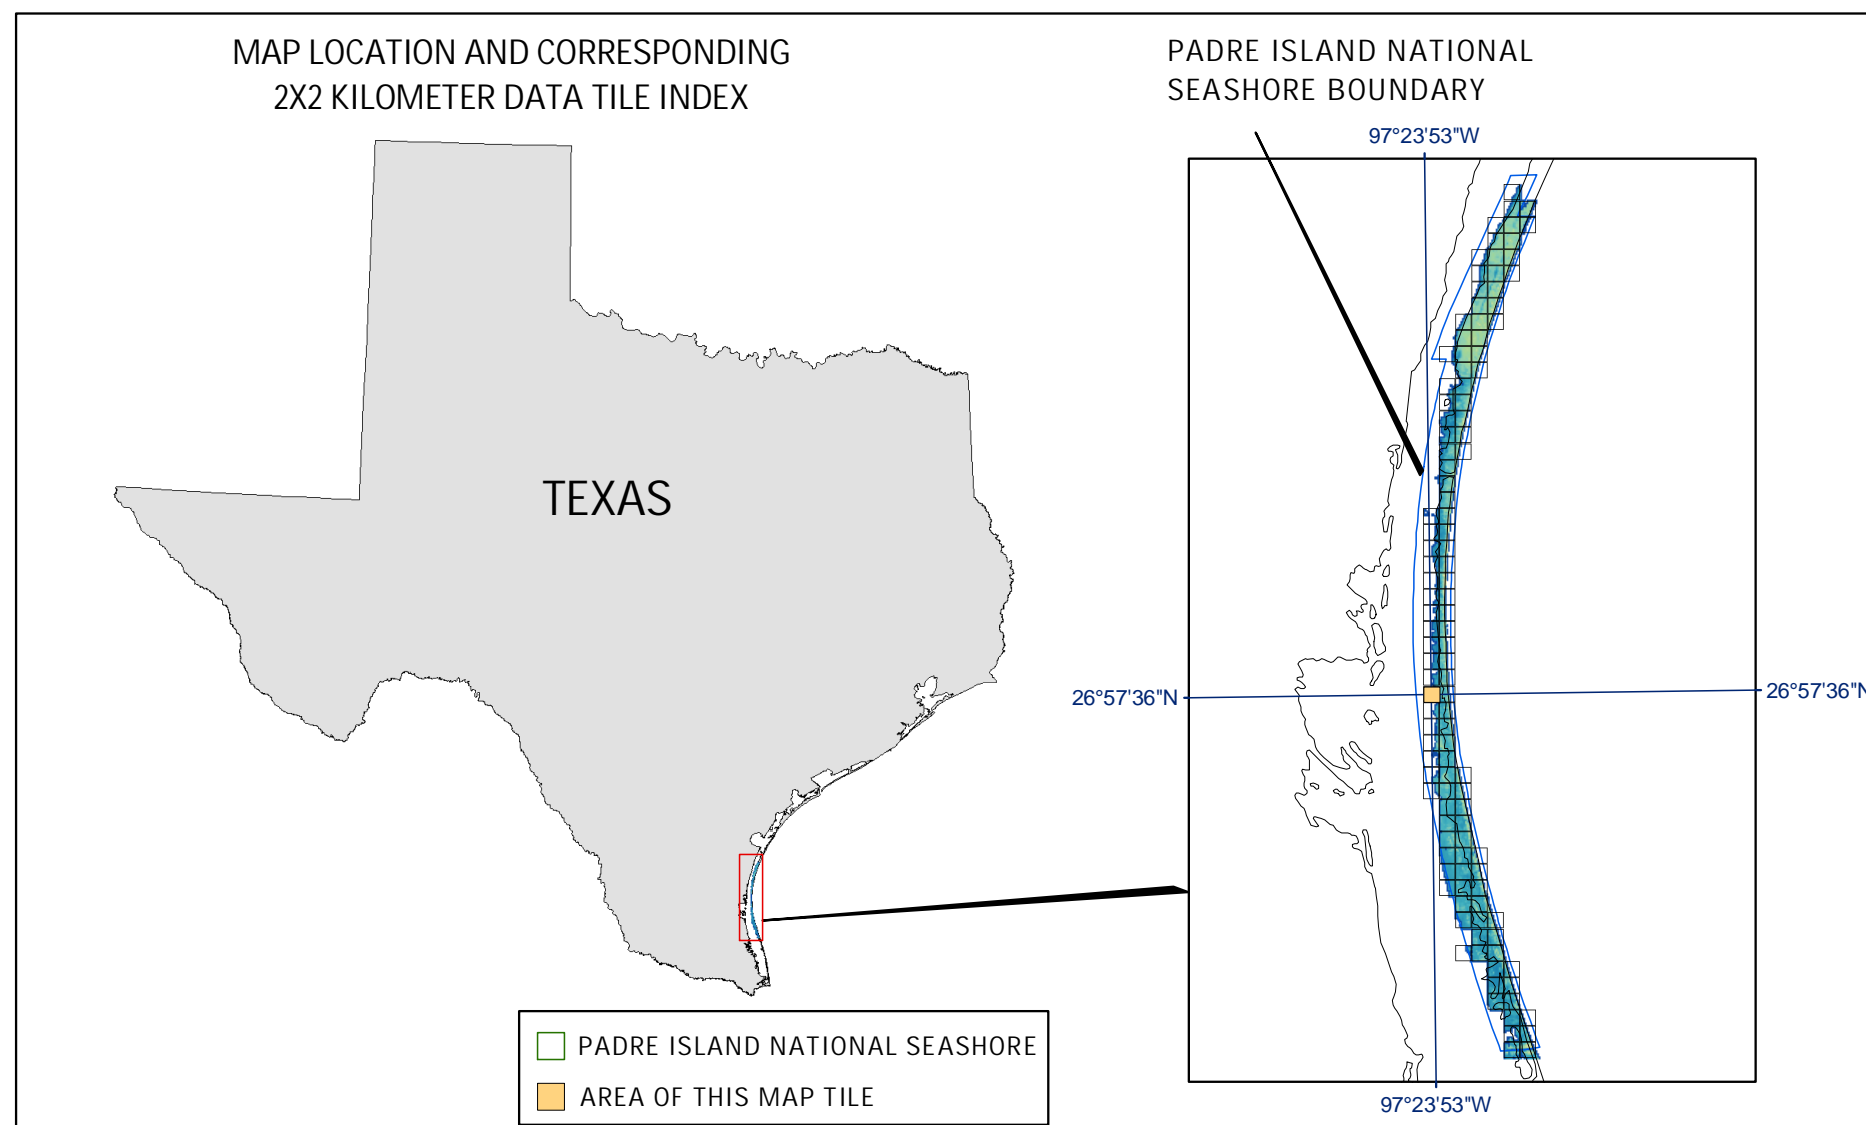 MAP LOCATION AND CORRESPONDING
2X2 KILOMETER DATA TILE INDEX
PADRE ISLAND NATIONAL
SEASHORE BOUNDARY
97°23'53"W
TEXAS
26°57'36"N
26°57'36"N
PADRE ISLAND NATIONAL SEASHORE
AREA OF THIS MAP TILE
97°23'53"W